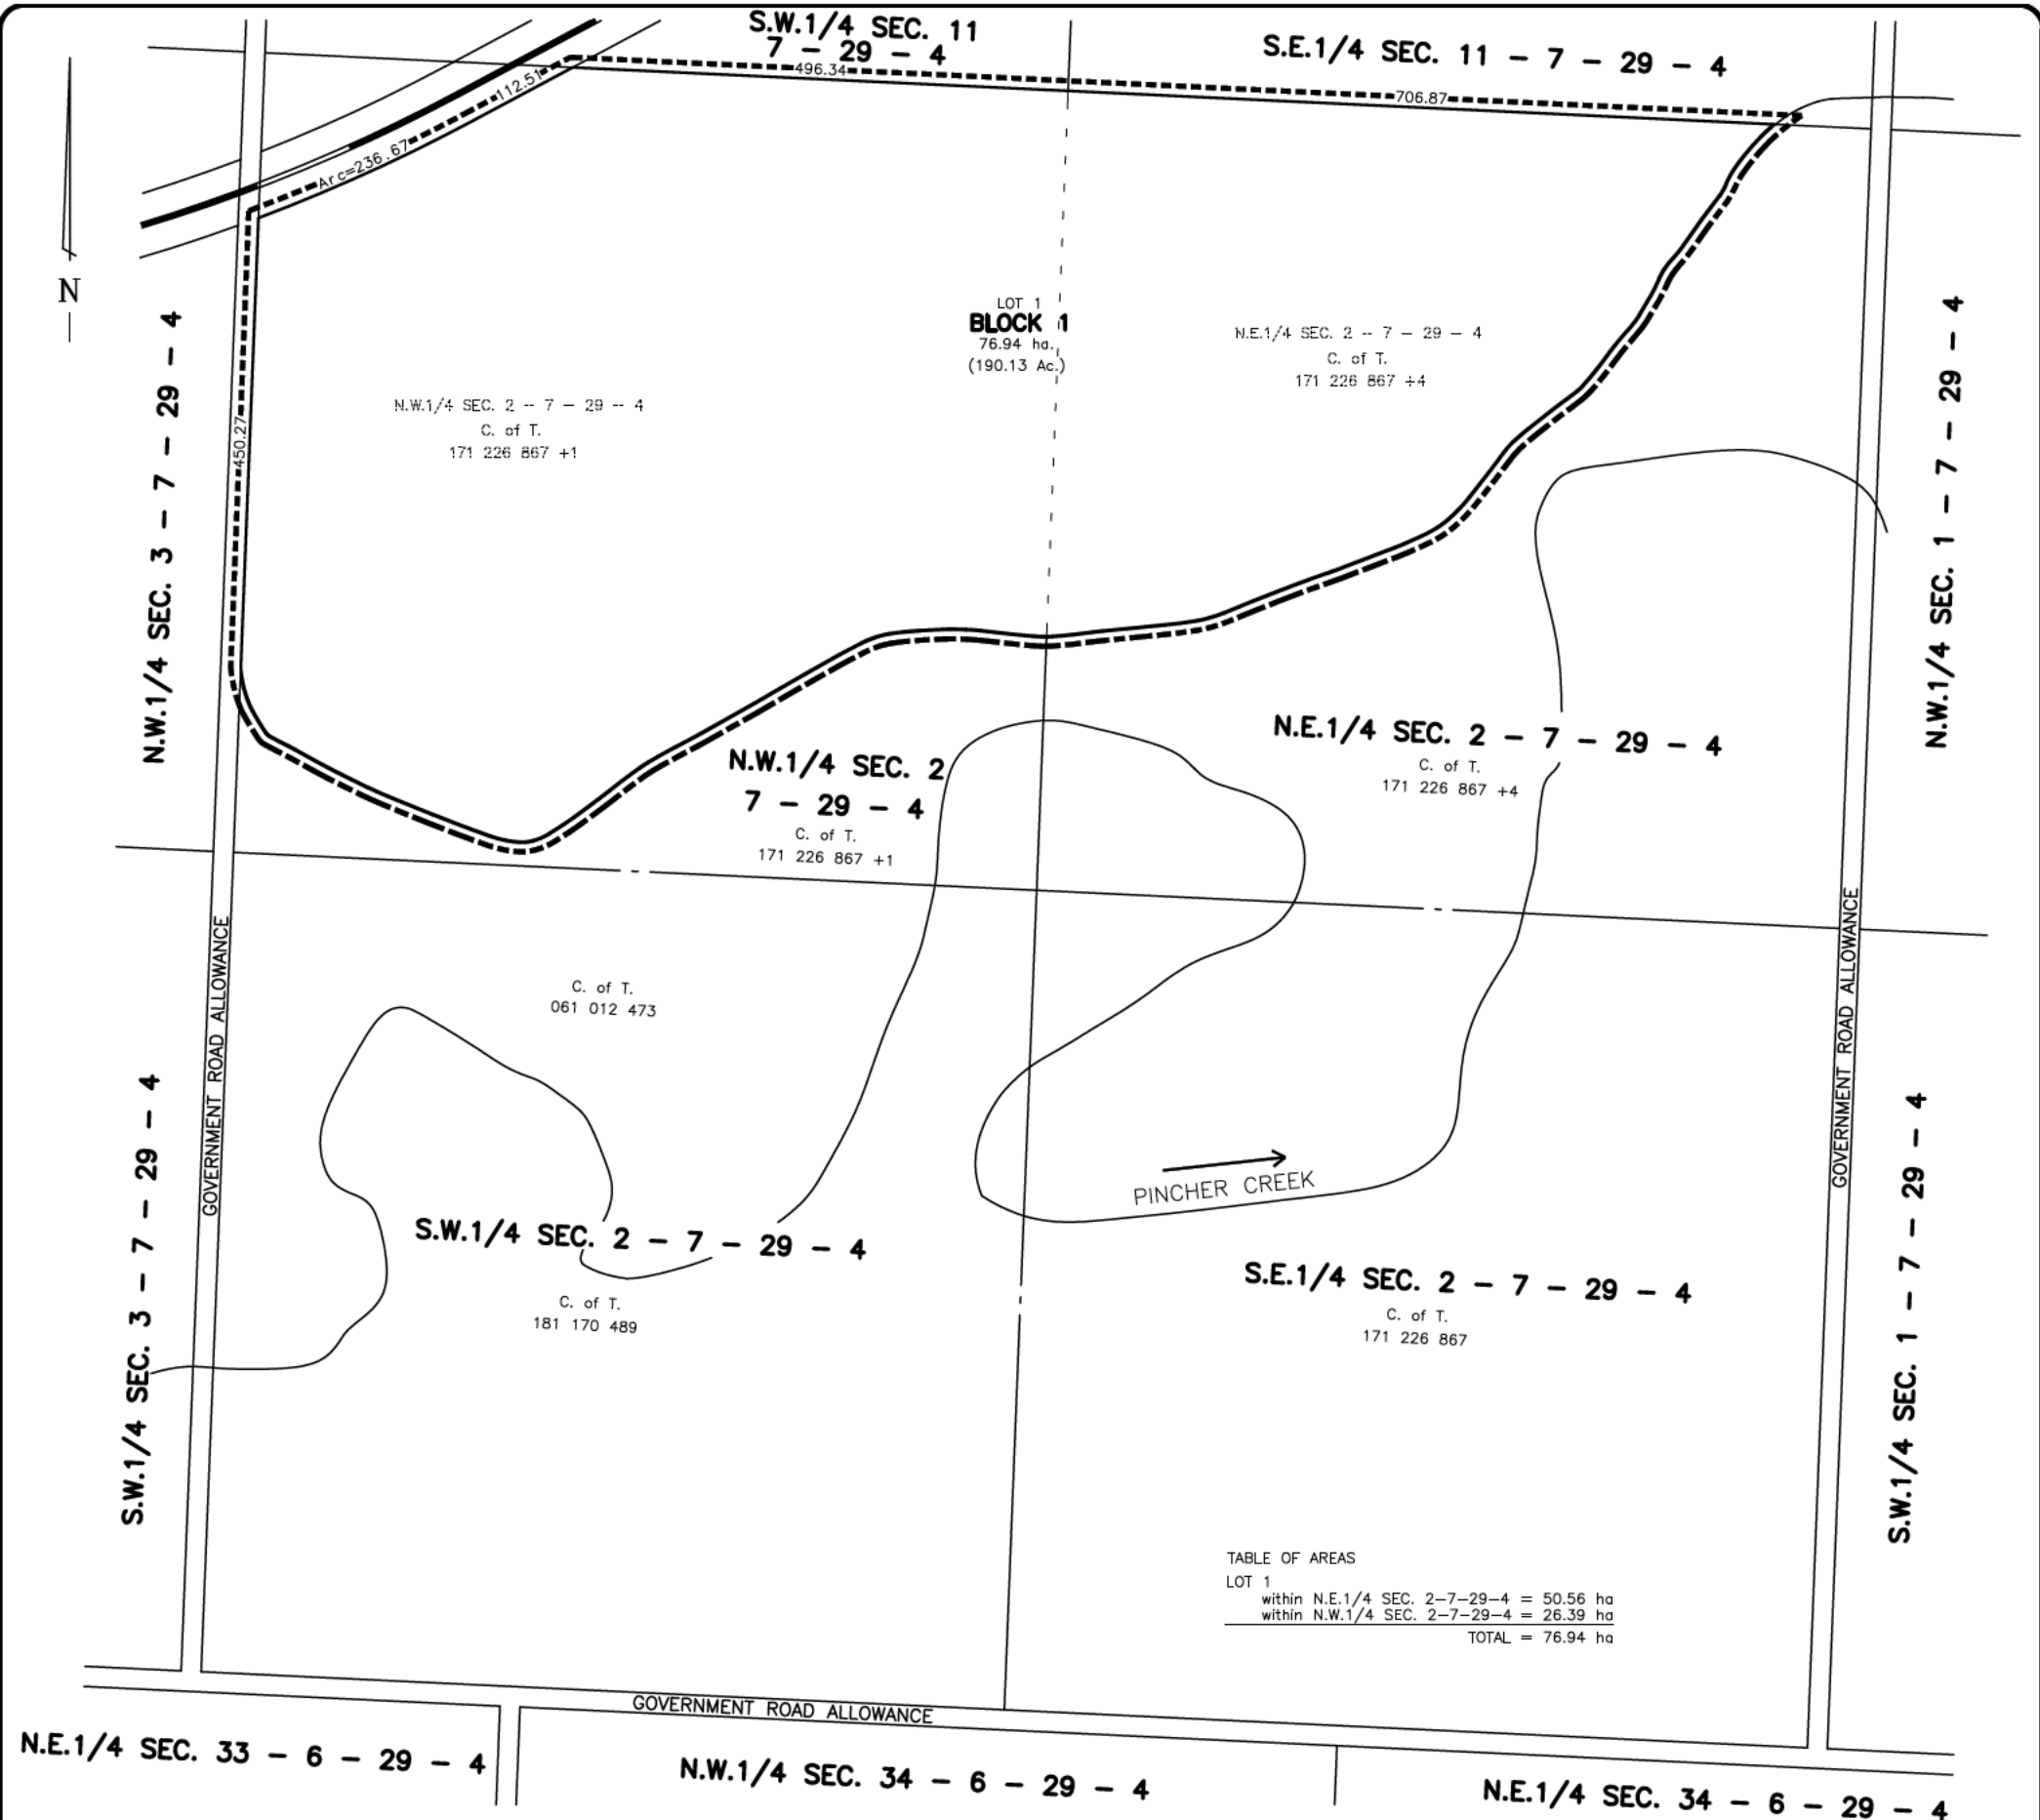 S.W.1/4 SEC. 11
7 - 29 - 4
S.E.1/4 SEC. 11 - 7 - 29 - 4
496.34
706.87
112.51
Arc=236.67
450.27
N
LOT 1
BLOCK 1
76.94 ha.
(190.13 Ac.)
N.E.1/4 SEC. 2 -- 7 - 29 - 4
C. of T.
171 226 867 +4
N.W.1/4 SEC. 2 -- 7 - 29 -- 4
C. of T.
171 226 867 +1
N.W.1/4 SEC. 3 - 7 - 29 - 4
N.W.1/4 SEC. 1 - 7 - 29 - 4
N.W.1/4 SEC. 2
7 - 29 - 4
C. of T.
171 226 867 +1
N.E.1/4 SEC. 2 - 7 - 29 - 4
C. of T.
171 226 867 +4
GOVERNMENT ROAD ALLOWANCE
GOVERNMENT ROAD ALLOWANCE
C. of T.
061 012 473
PINCHER CREEK
S.W.1/4 SEC. 3 - 7 - 29 - 4
S.W.1/4 SEC. 1 - 7 - 29 - 4
S.W.1/4 SEC. 2 - 7 - 29 - 4
C. of T.
181 170 489
S.E.1/4 SEC. 2 - 7 - 29 - 4
C. of T.
171 226 867
TABLE OF AREAS
LOT 1
within N.E.1/4 SEC. 2-7-29-4 = 50.56 ha
within N.W.1/4 SEC. 2-7-29-4 = 26.39 ha
TOTAL = 76.94 ha
GOVERNMENT ROAD ALLOWANCE
N.E.1/4 SEC. 33 - 6 - 29 - 4
N.W.1/4 SEC. 34 - 6 - 29 - 4
N.E.1/4 SEC. 34 - 6 - 29 - 4